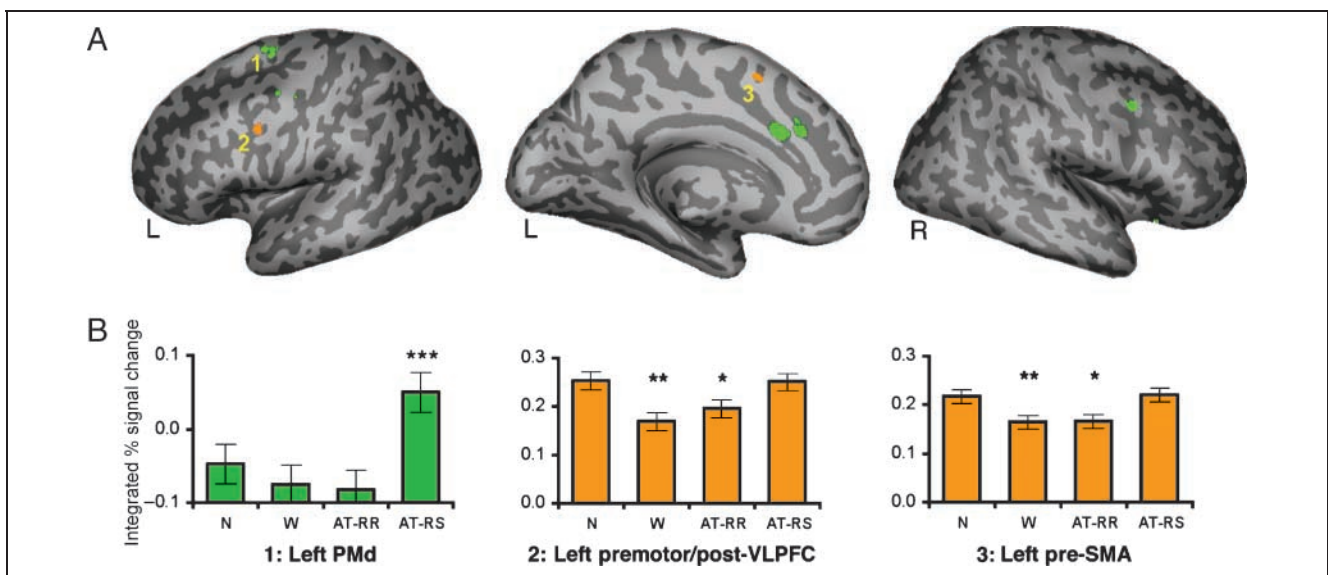 A
1
2
3
L
L
R
B
Integrated % signal change
0.1
0.0
–0.1
***
N
W
AT-RR
AT-RS
1: Left PMd
0.3
0.2
0.1
0.0
**
*
N
W
AT-RR
AT-RS
2: Left premotor/post-VLPFC
0.3
0.2
0.1
0.0
**
*
N
W
AT-RR
AT-RS
3: Left pre-SMA